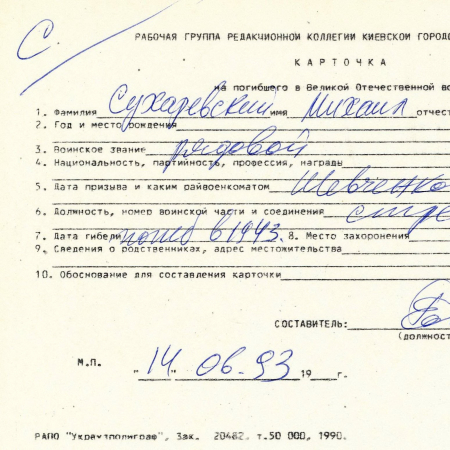 С
РАБОЧАЯ ГРУППА РЕДАКЦИОННОЙ КОЛЛЕГИИ КИЕВСКОЙ ГОРОДС
КАРТОЧКА
на погибшего в Великой Отечественной во
1. Фамилия Сухаревский имя Михаил отчест
2. Год и место рождения
3. Воинское звание рядовой
4. Национальность, партийность, профессия, награды
5. Дата призыва и каким райвоенкоматом Шевченко
6. Должность, номер воинской части и соединения стре
7. Дата гибели погиб в 1943. 8. Место захоронения
9. Сведения о родственниках, адрес местожительства
10. Обоснование для составления карточки
СОСТАВИТЕЛЬ:
(должност
М.П. "14" 06.93 19 г.
РАПО "Укрвуполиграф", Зак. 20482. т.50 000, 1990.